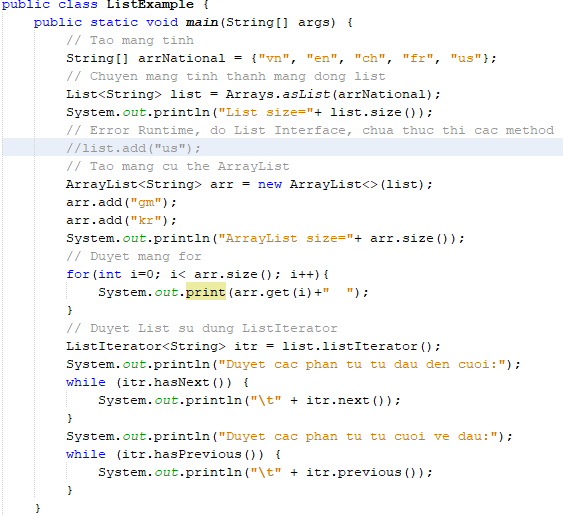 public class ListExample {
    public static void main(String[] args) {
        // Tao mang tinh
        String[] arrNational = {"vn", "en", "ch", "fr", "us"};
        // Chuyen mang tinh thanh mang dong list
        List<String> list = Arrays.asList(arrNational);
        System.out.println("List size="+ list.size());
        // Error Runtime, do List Interface, chua thuc thi cac method
        //list.add("us");
        // Tao mang cu the ArrayList
        ArrayList<String> arr = new ArrayList<>(list);
        arr.add("gm");
        arr.add("kr");
        System.out.println("ArrayList size="+ arr.size());
        // Duyet mang for
        for(int i=0; i< arr.size(); i++){
            System.out.print(arr.get(i)+"  ");
        }
        // Duyet List su dung ListIterator
        ListIterator<String> itr = list.listIterator();
        System.out.println("Duyet cac phan tu tu dau den cuoi:");
        while (itr.hasNext()) {
            System.out.println("\t" + itr.next());
        }
        System.out.println("Duyet cac phan tu tu cuoi ve dau:");
        while (itr.hasPrevious()) {
            System.out.println("\t" + itr.previous());
        }
    }